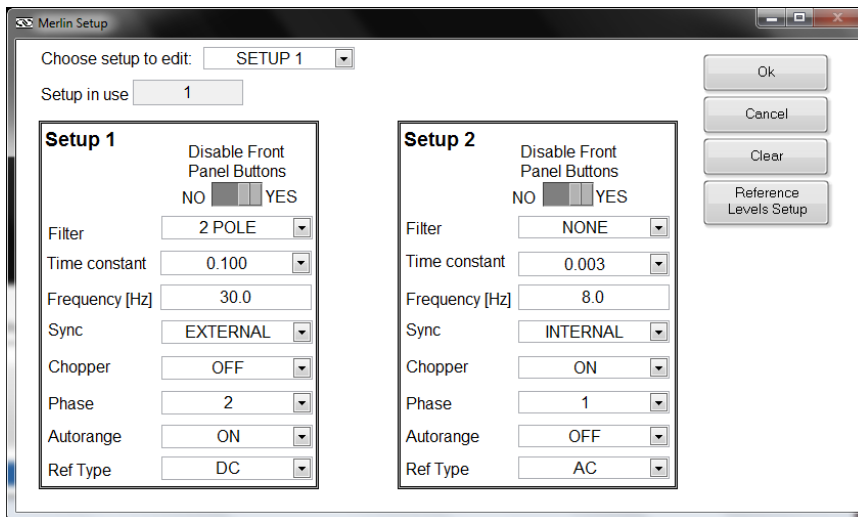 Merlin Setup
Choose setup to edit: SETUP 1
Setup in use 1
Ok
Cancel
Clear
Reference
Levels Setup
Setup 1
Disable Front
Panel Buttons
NO YES
Filter 2 POLE
Time constant 0.100
Frequency [Hz] 30.0
Sync EXTERNAL
Chopper OFF
Phase 2
Autorange ON
Ref Type DC
Setup 2
Disable Front
Panel Buttons
NO YES
Filter NONE
Time constant 0.003
Frequency [Hz] 8.0
Sync INTERNAL
Chopper ON
Phase 1
Autorange OFF
Ref Type AC